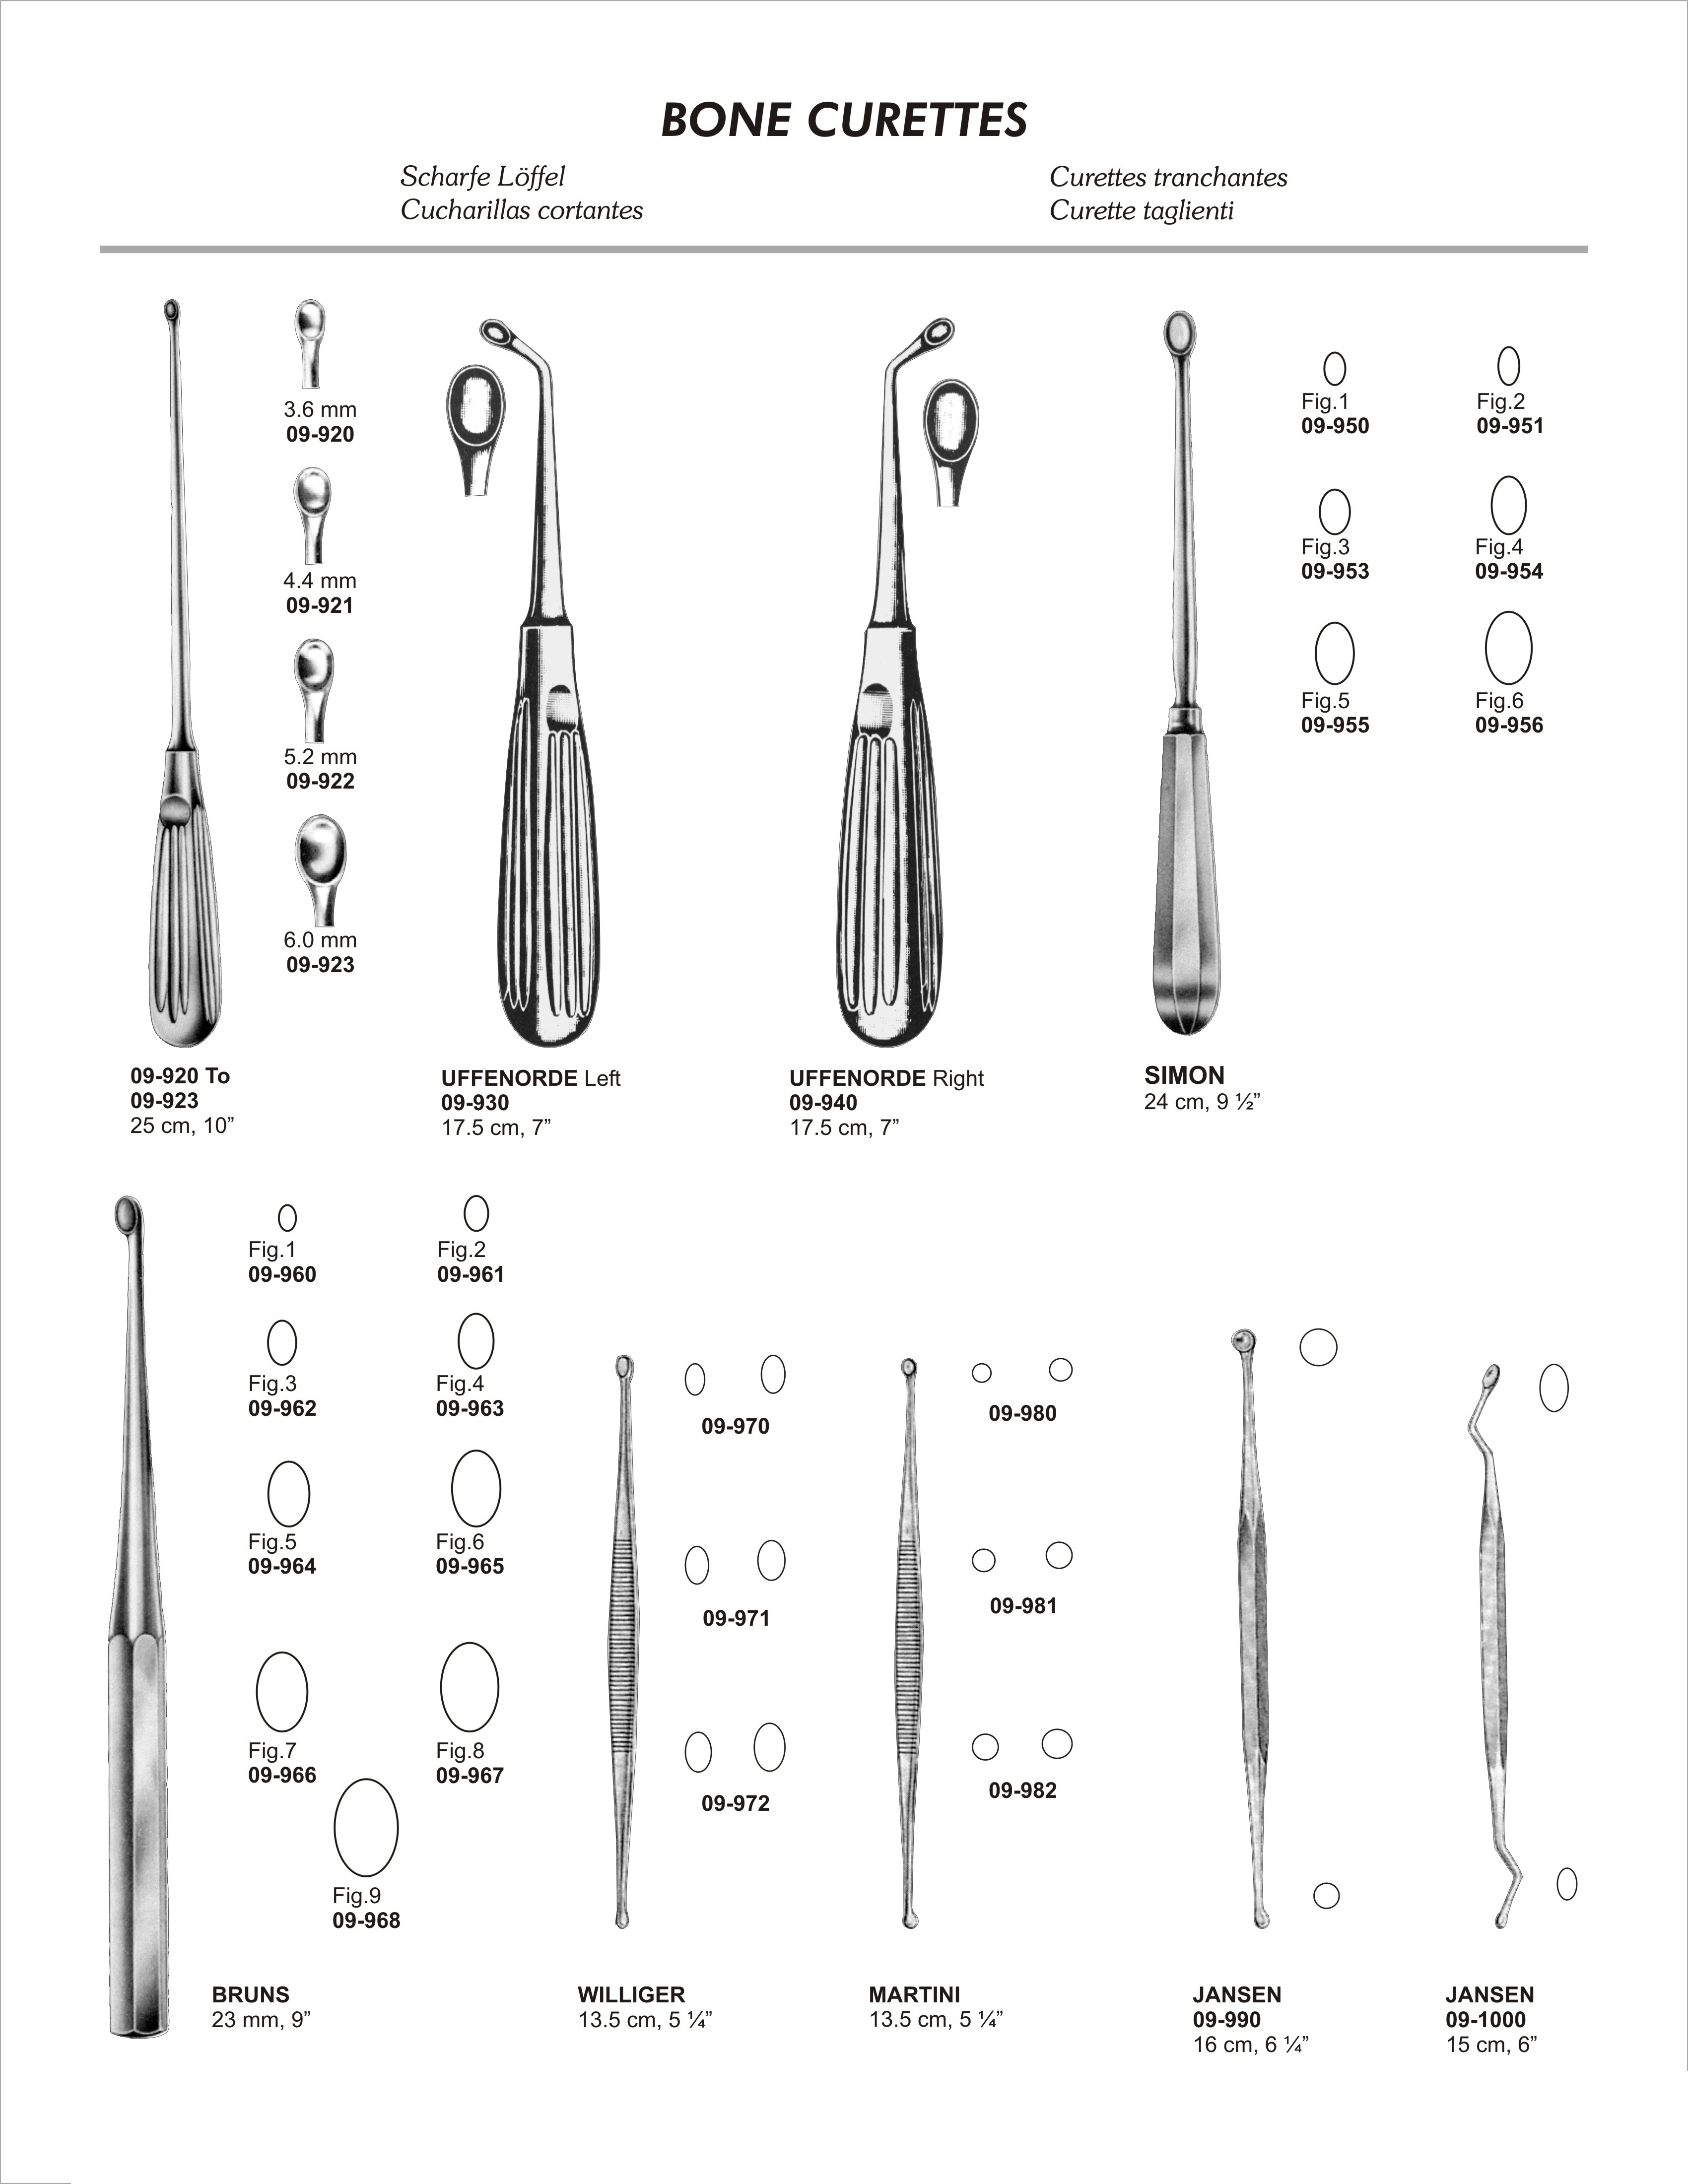 BONE CURETTES
Scharfe Löffel
Cucharillas cortantes
Curettes tranchantes
Curette taglienti
3.6 mm
09-920
4.4 mm
09-921
5.2 mm
09-922
6.0 mm
09-923
09-920 To
09-923
25 cm, 10”
UFFENORDE Left
09-930
17.5 cm, 7”
UFFENORDE Right
09-940
17.5 cm, 7”
Fig.1
09-950
Fig.2
09-951
Fig.3
09-953
Fig.4
09-954
Fig.5
09-955
Fig.6
09-956
SIMON
24 cm, 9 ½”
Fig.1
09-960
Fig.2
09-961
Fig.3
09-962
Fig.4
09-963
Fig.5
09-964
Fig.6
09-965
Fig.7
09-966
Fig.8
09-967
Fig.9
09-968
BRUNS
23 mm, 9”
09-970
09-971
09-972
WILLIGER
13.5 cm, 5 ¼”
09-980
09-981
09-982
MARTINI
13.5 cm, 5 ¼”
JANSEN
09-990
16 cm, 6 ¼”
JANSEN
09-1000
15 cm, 6”